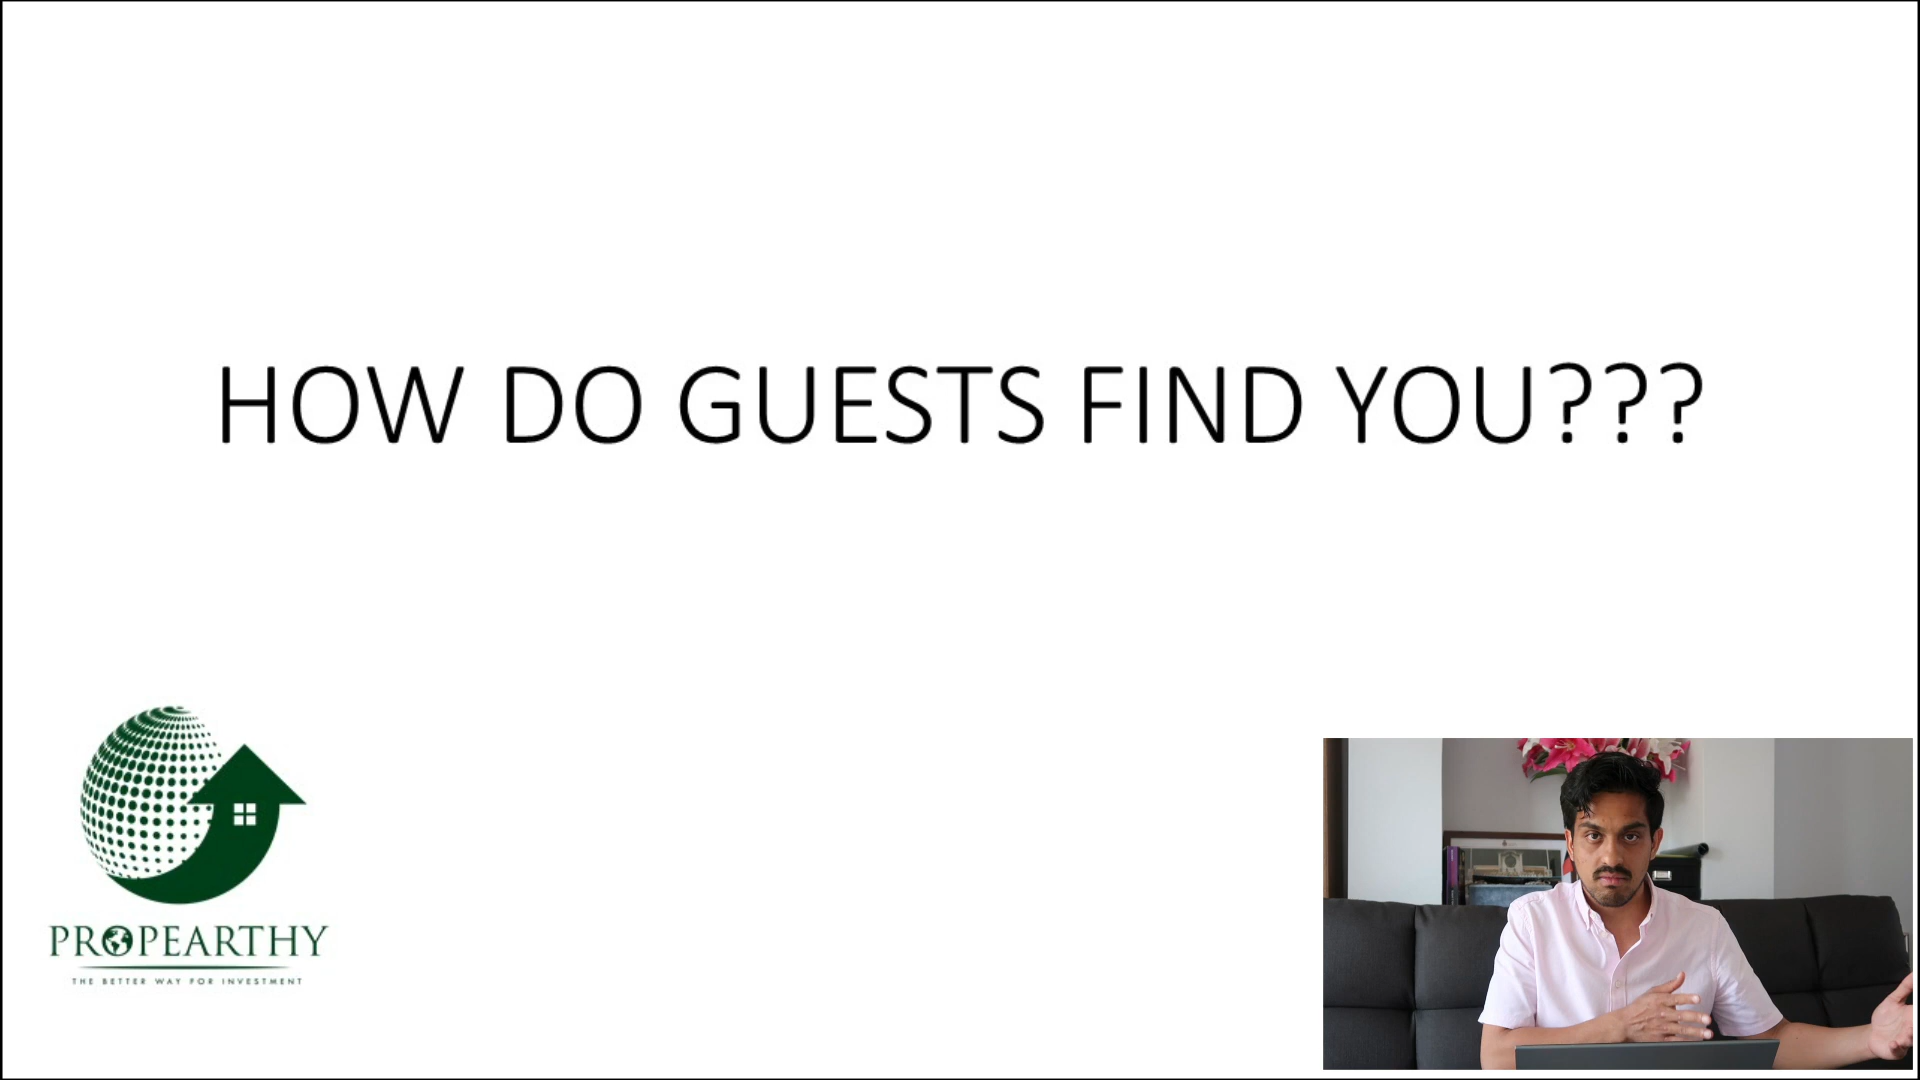 HOW DO GUESTS FIND YOU???
PROPEARTHY
THE BETTER WAY FOR INVESTMENT